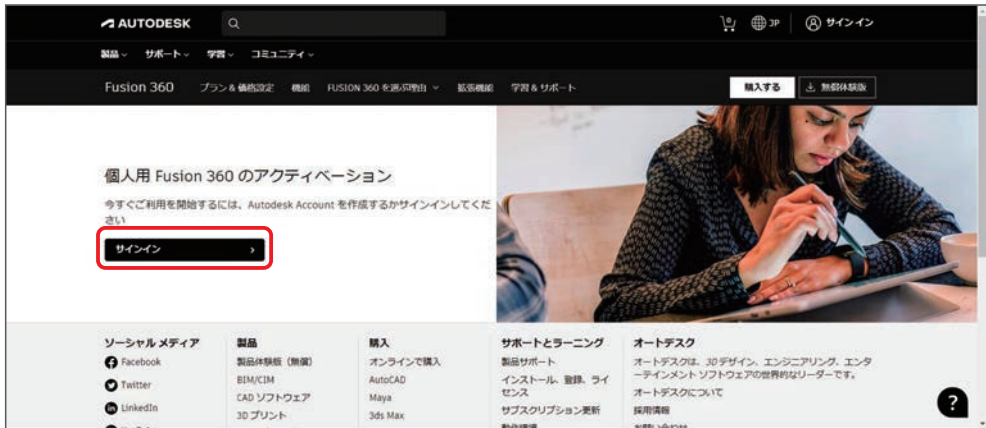 AUTODESK
JP
サインイン
製品
サポート
学習
コミュニティ
Fusion 360
プラン & 価格設定
機能
FUSION 360 を選ぶ理由
拡張機能
学習 & サポート
購入する
無償体験版
個人用 Fusion 360 のアクティベーション
今すぐご利用を開始するには、Autodesk Account を作成するかサインインしてくだ
さい
サインイン
ソーシャル メディア
Facebook
Twitter
LinkedIn
製品
製品体験版（無償）
BIM/CIM
CAD ソフトウェア
3D プリント
購入
オンラインで購入
AutoCAD
Maya
3ds Max
サポートとラーニング
製品サポート
インストール、登録、ライ
センス
サブスクリプション更新
動作環境
オートデスク
オートデスクは、3D デザイン、エンジニアリング、エンタ
ーテインメント ソフトウェアの世界的なリーダーです。
オートデスクについて
採用情報
?